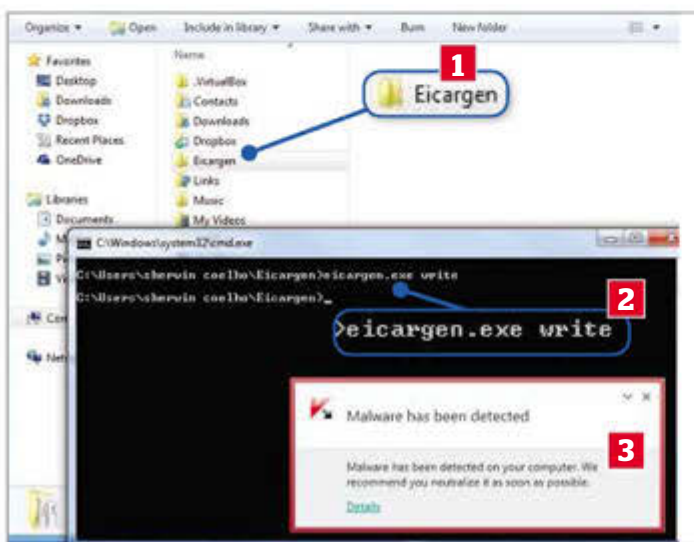 Organize Open Include in library Share with Burn New folder
Favorites
Desktop
Downloads
Dropbox
Recent Places
OneDrive
Libraries
Documents
Name
.VirtualBox
Contacts
Downloads
Dropbox
Eicargen
Links
Music
My Videos
1
Eicargen
C:\Windows\system32\cmd.exe
C:\Users\sherwin coelho\Eicargen>eicargen.exe write
C:\Users\sherwin coelho\Eicargen>_
2
>eicargen.exe write
3
Malware has been detected
Malware has been detected on your computer. We
recommend you neutralize it as soon as possible.
Details